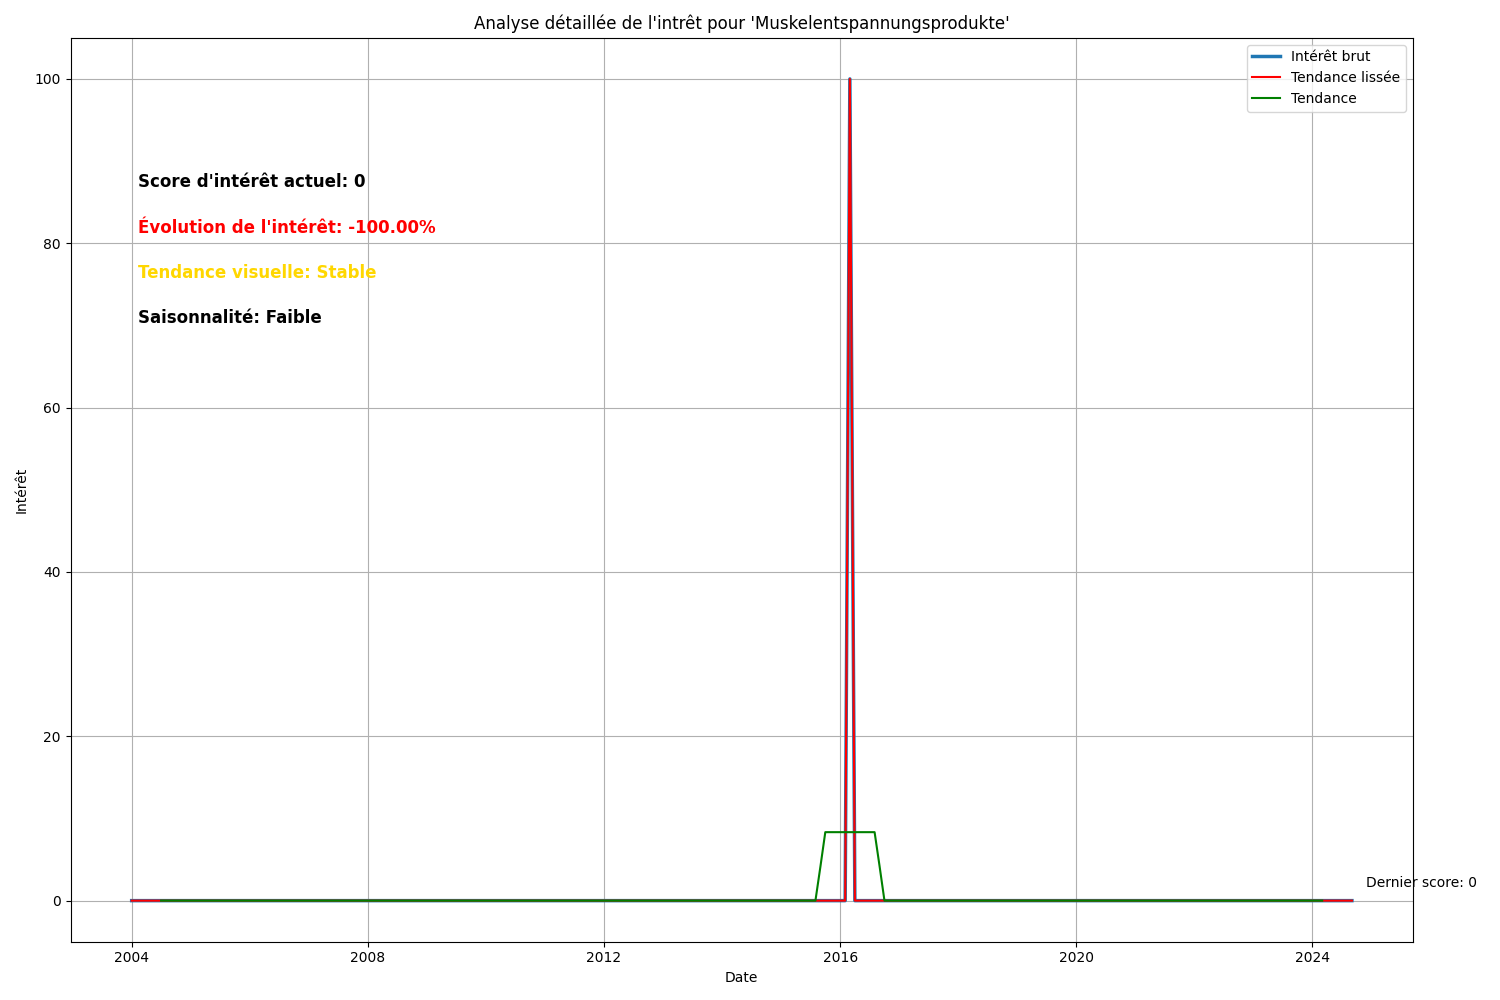 Analyse détaillée de l'intrêt pour 'Muskelentspannungsprodukte'
Intérêt brut
Tendance lissée
Tendance
Score d'intérêt actuel: 0
Évolution de l'intérêt: -100.00%
Tendance visuelle: Stable
Saisonnalité: Faible
Intérêt
100
80
60
40
20
0
Dernier score: 0
2004 2008 2012 2016 2020 2024
Date